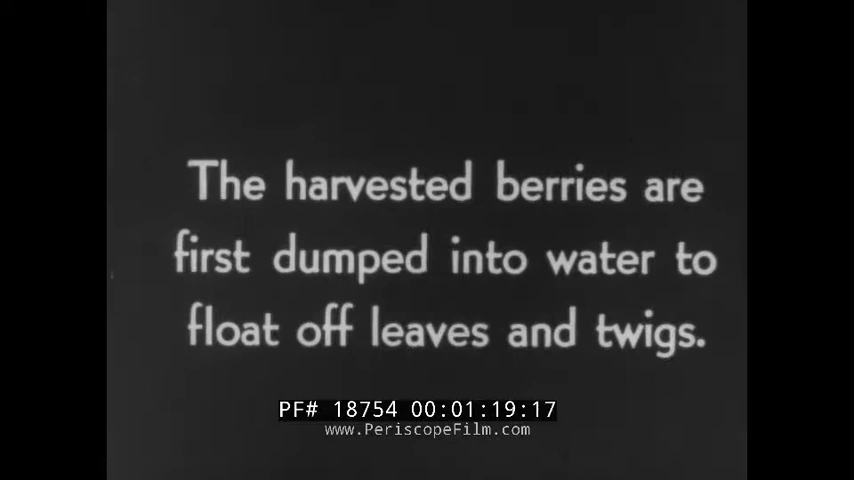 The harvested berries are
first dumped into water to
float off leaves and twigs.
PF# 18754 00:01:19:17
www.PeriscopeFilm.com